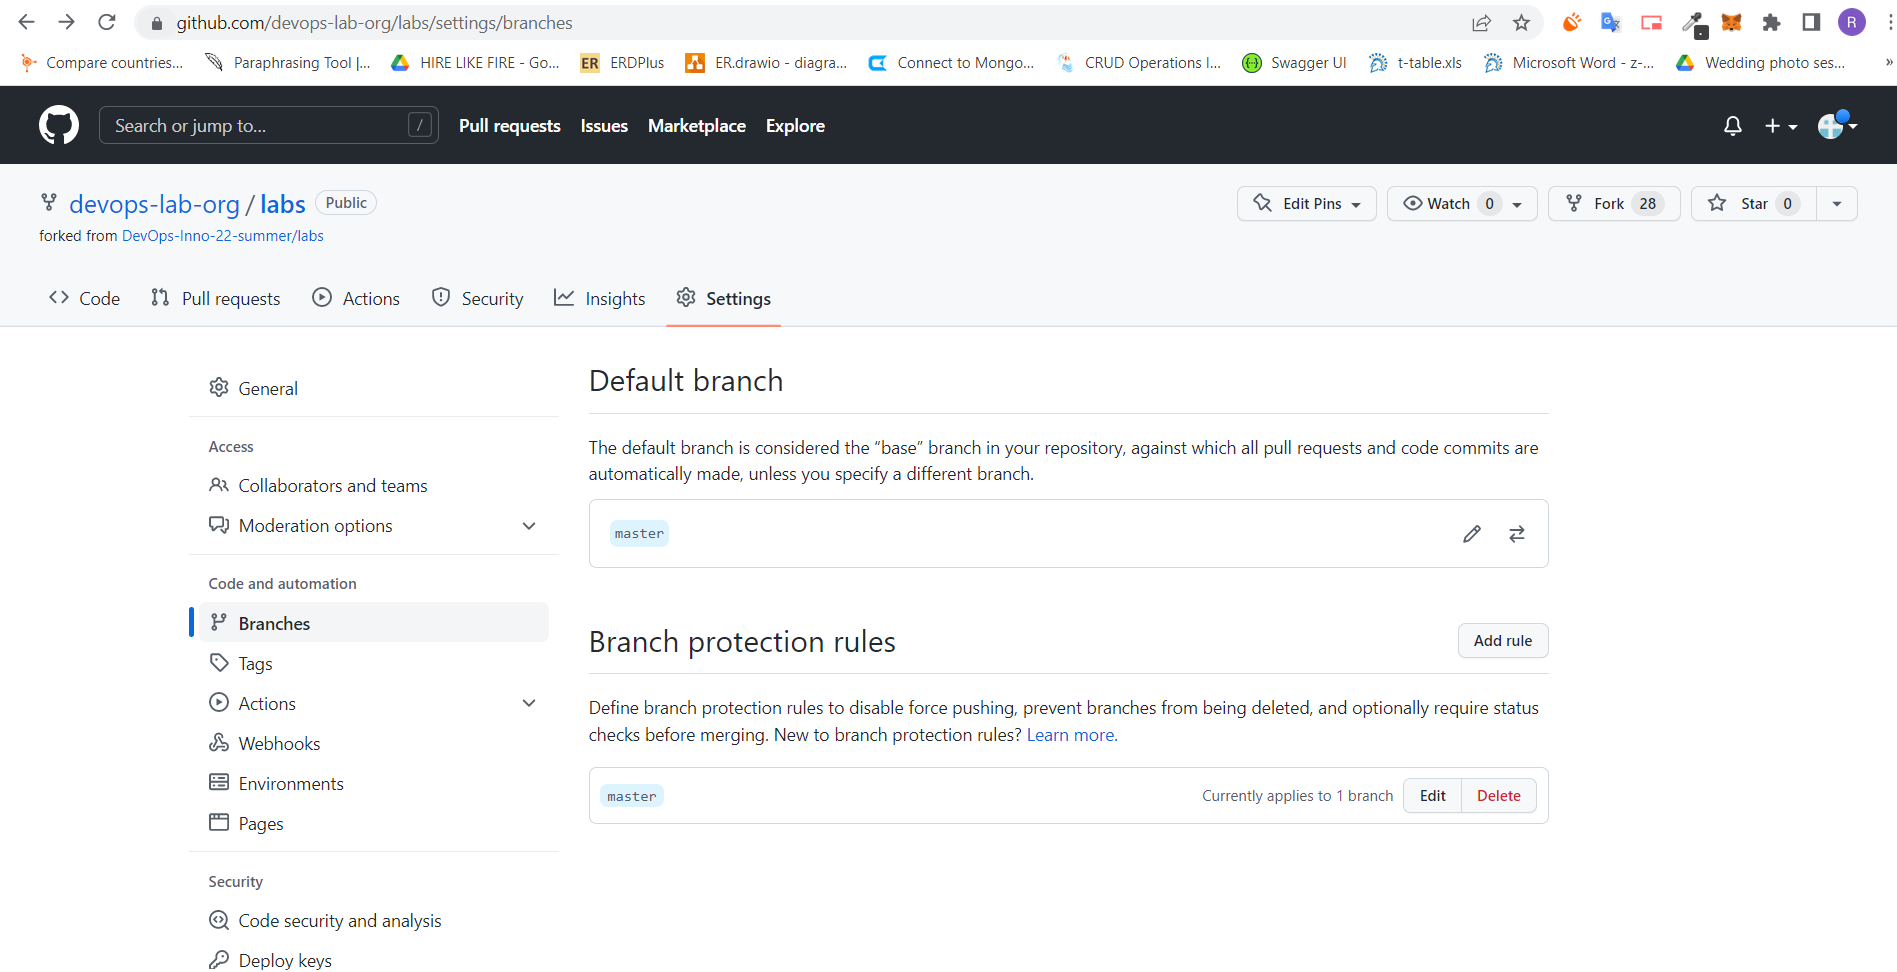 github.com/devops-lab-org/labs/settings/branches
R
Compare countries...
Paraphrasing Tool |...
HIRE LIKE FIRE - Go...
ER ERDPlus
ER.drawio - diagra...
Connect to Mongo...
CRUD Operations I...
Swagger UI
t-table.xls
Microsoft Word - z-...
Wedding photo ses...
»
Search or jump to... /
Pull requests Issues Marketplace Explore
devops-lab-org / labs Public
Edit Pins Watch 0 Fork 28 Star 0
forked from DevOps-Inno-22-summer/labs
Code Pull requests Actions Security Insights Settings
General
Access
Collaborators and teams
Moderation options
Code and automation
Branches
Tags
Actions
Webhooks
Environments
Pages
Security
Code security and analysis
Deploy keys
Default branch
The default branch is considered the “base” branch in your repository, against which all pull requests and code commits are
automatically made, unless you specify a different branch.
master
Branch protection rules
Add rule
Define branch protection rules to disable force pushing, prevent branches from being deleted, and optionally require status
checks before merging. New to branch protection rules? Learn more.
master Currently applies to 1 branch Edit Delete